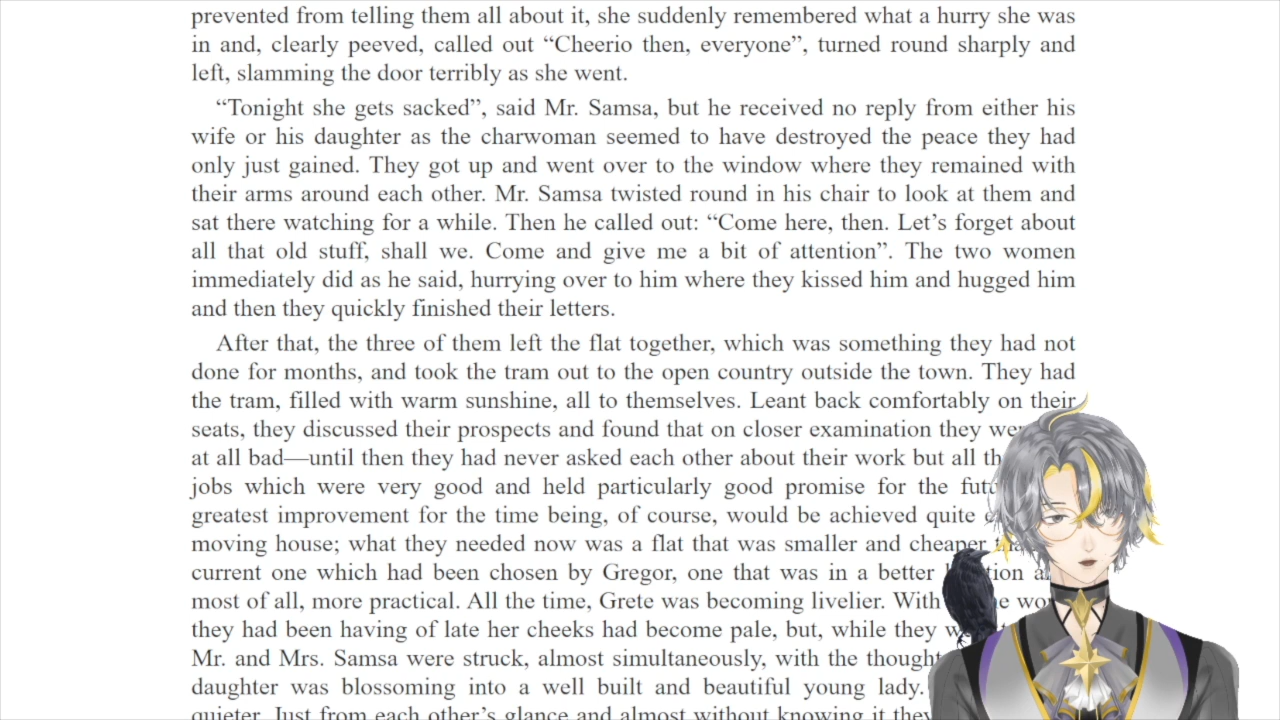 prevented from telling them all about it, she suddenly remembered what a hurry she was
in and, clearly peeved, called out “Cheerio then, everyone”, turned round sharply and
left, slamming the door terribly as she went.
“Tonight she gets sacked”, said Mr. Samsa, but he received no reply from either his
wife or his daughter as the charwoman seemed to have destroyed the peace they had
only just gained. They got up and went over to the window where they remained with
their arms around each other. Mr. Samsa twisted round in his chair to look at them and
sat there watching for a while. Then he called out: “Come here, then. Let’s forget about
all that old stuff, shall we. Come and give me a bit of attention”. The two women
immediately did as he said, hurrying over to him where they kissed him and hugged him
and then they quickly finished their letters.
After that, the three of them left the flat together, which was something they had not
done for months, and took the tram out to the open country outside the town. They had
the tram, filled with warm sunshine, all to themselves. Leant back comfortably on their
seats, they discussed their prospects and found that on closer examination they
at all bad—until then they had never asked each other about their work but all
jobs which were very good and held particularly good promise for the
greatest improvement for the time being, of course, would be achieved quite
moving house; what they needed now was a flat that was smaller and cheaper
current one which had been chosen by Gregor, one that was in a better
most of all, more practical. All the time, Grete was becoming livelier. With
they had been having of late her cheeks had become pale, but, while they
Mr. and Mrs. Samsa were struck, almost simultaneously, with the thought
daughter was blossoming into a well built and beautiful young lady.
quieter. Just from each other’s glance and almost without knowing it they